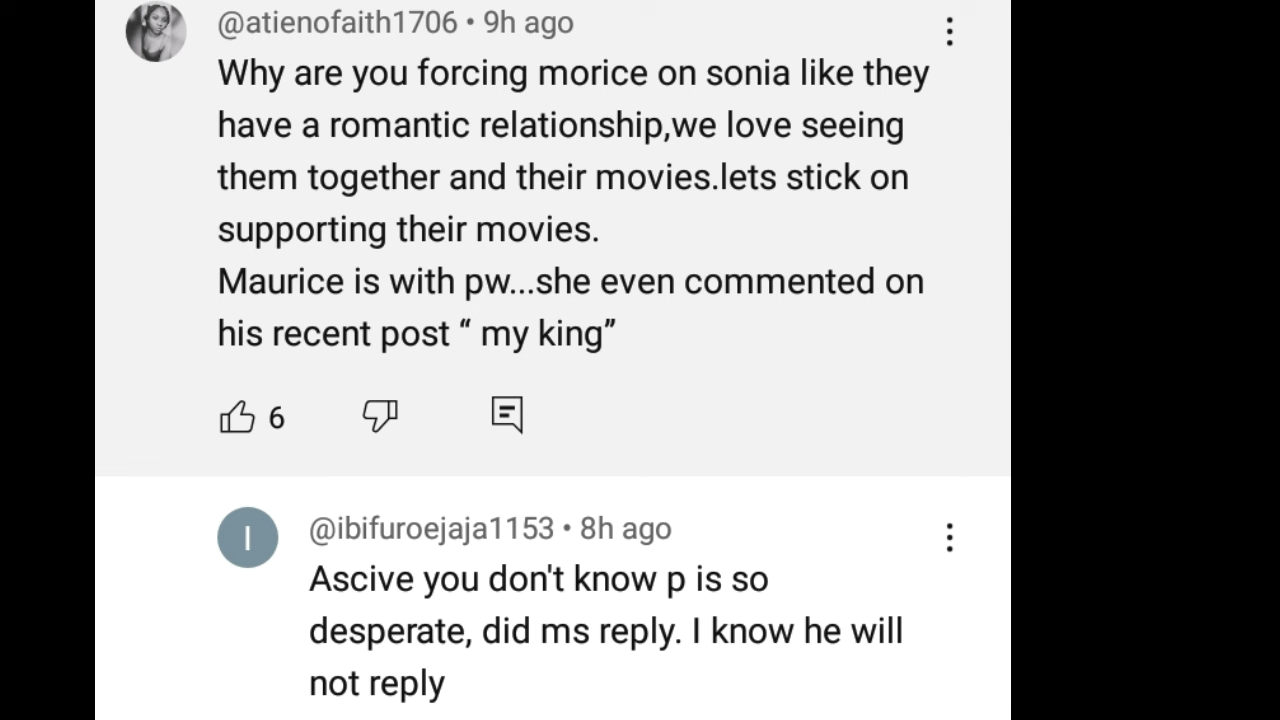 @atienofaith1706 • 9h ago
Why are you forcing morice on sonia like they
have a romantic relationship,we love seeing
them together and their movies.lets stick on
supporting their movies.
Maurice is with pw...she even commented on
his recent post “ my king”
6
I
@ibifuroejaja1153 • 8h ago
Ascive you don't know p is so
desperate, did ms reply. I know he will
not reply